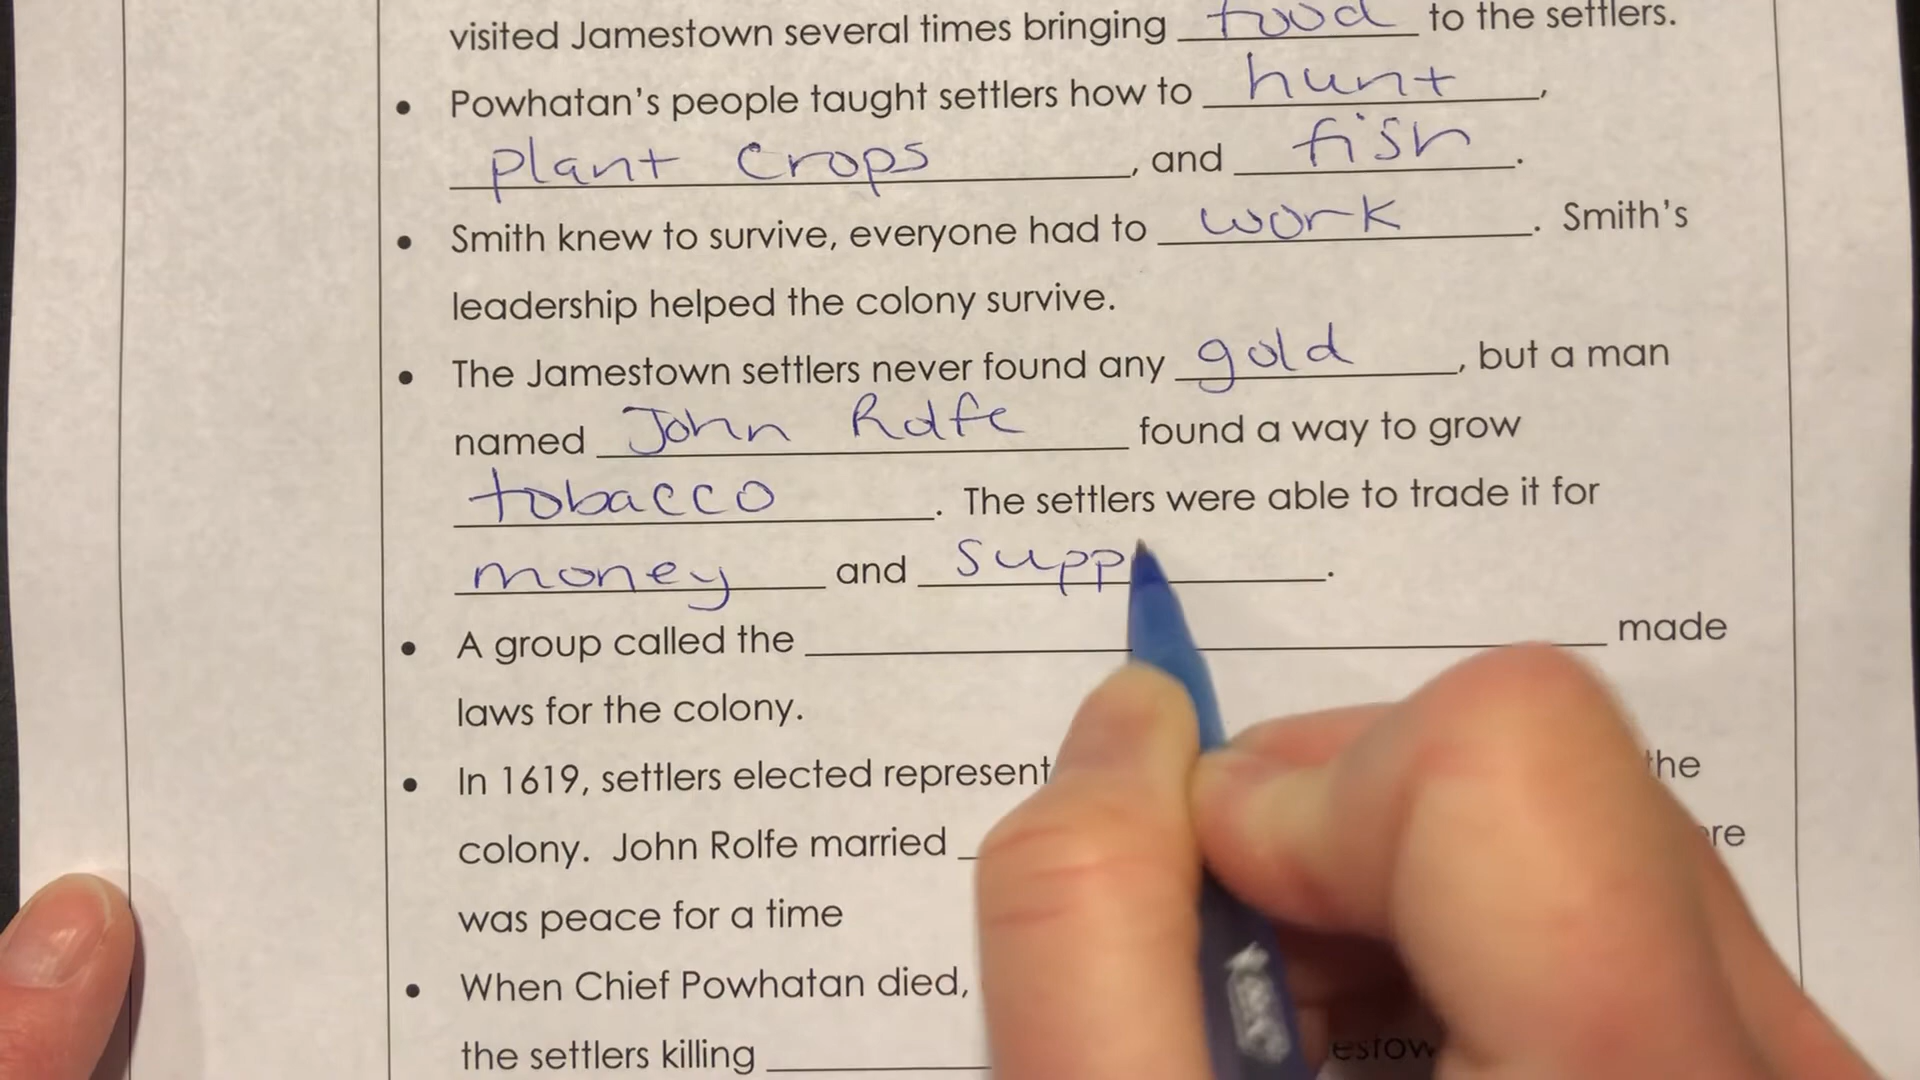 visited Jamestown several times bringing food to the settlers.
• Powhatan's people taught settlers how to hunt,
plant crops, and fish.
• Smith knew to survive, everyone had to work. Smith's
leadership helped the colony survive.
• The Jamestown settlers never found any gold, but a man
named John Rolfe found a way to grow
tobacco. The settlers were able to trade it for
money and supp.
• A group called the made
laws for the colony.
• In 1619, settlers elected represent the
colony. John Rolfe married re
was peace for a time
• When Chief Powhatan died,
the settlers killing estow